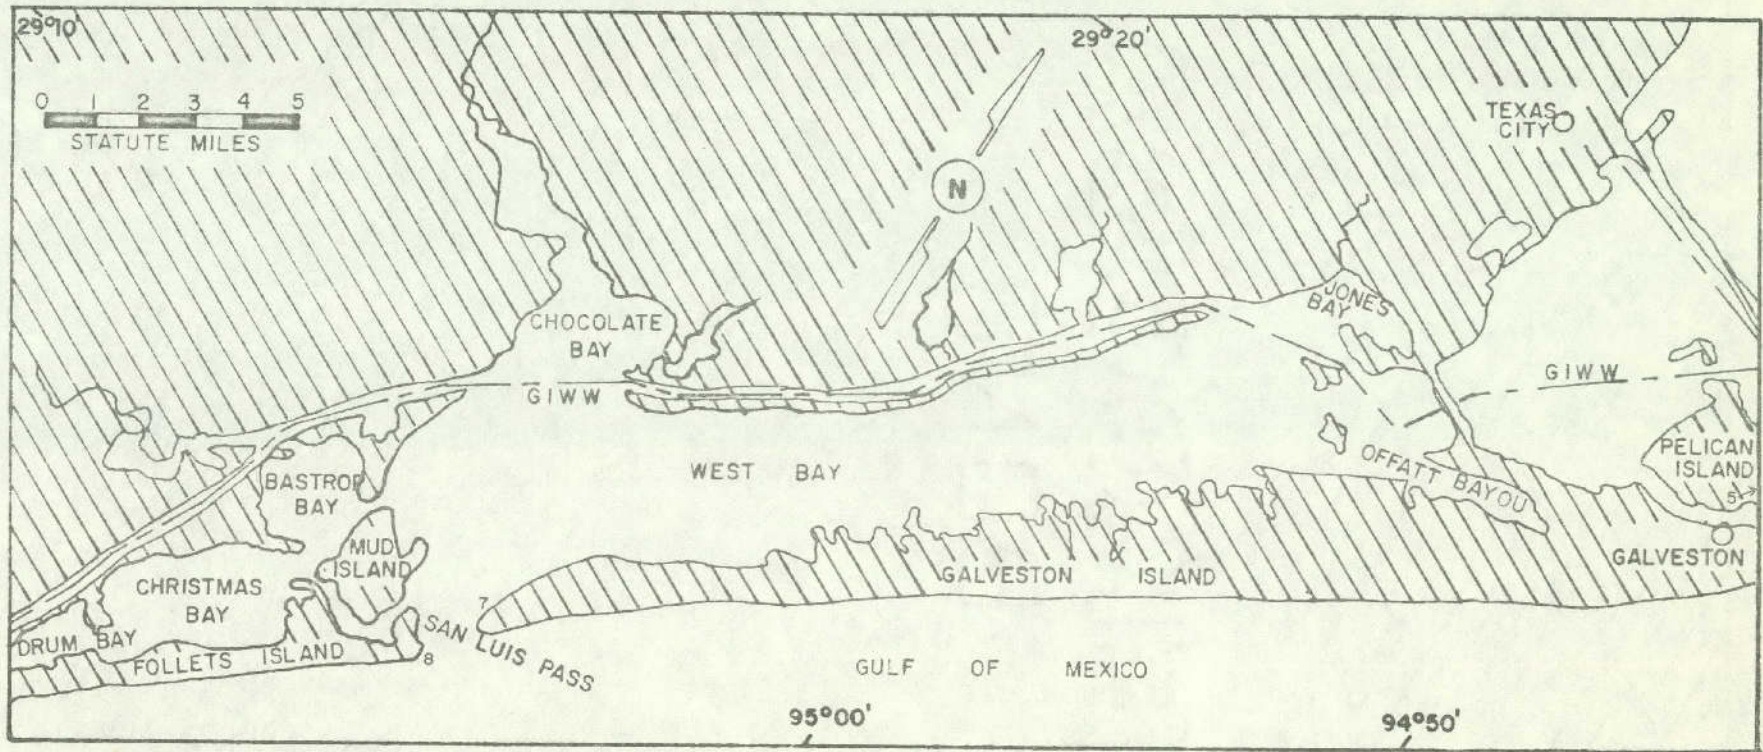 29°10'
29°20'
0 1 2 3 4 5
STATUTE MILES
TEXAS
CITY
N
JONES
BAY
CHOCOLATE
BAY
GIWW
GIWW
WEST BAY
OFFATT BAYOU
PELICAN
ISLAND
5
BASTROP
BAY
MUD
ISLAND
GALVESTON
GALVESTON ISLAND
X
CHRISTMAS
BAY
7
DRUM BAY
FOLLETS ISLAND
8
SAN LUIS PASS
GULF OF MEXICO
95°00'
94°50'